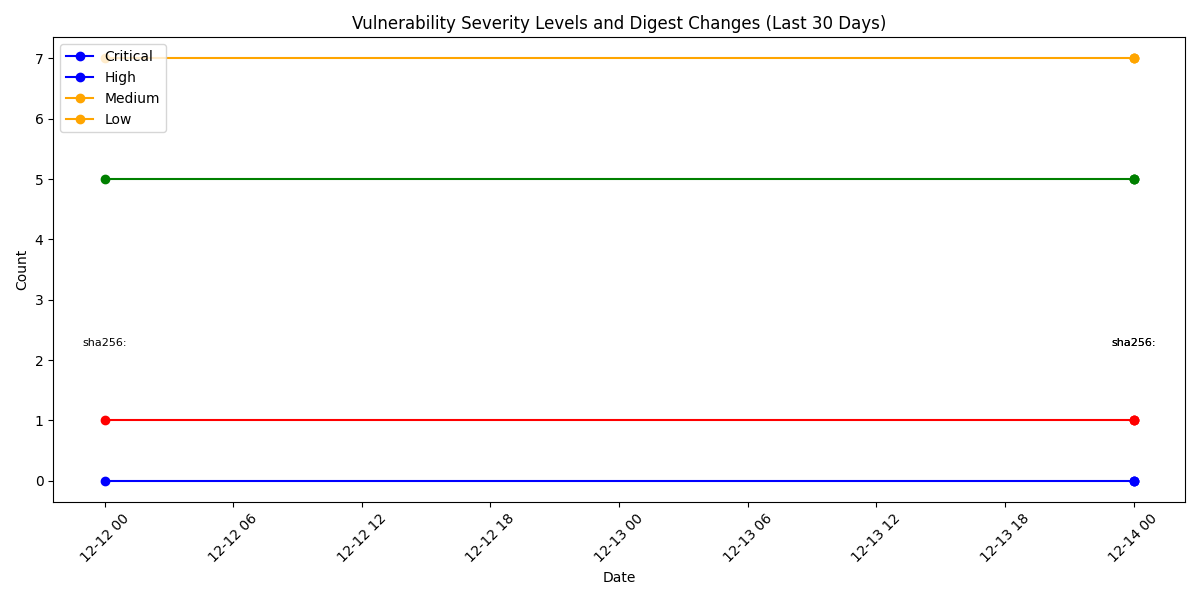 Vulnerability Severity Levels and Digest Changes (Last 30 Days)
Critical
High
Medium
Low
7
6
5
4
3
2
1
0
Count
sha256:
sha256:
12-12 00
12-12 06
12-12 12
12-12 18
12-13 00
12-13 06
12-13 12
12-13 18
12-14 00
Date